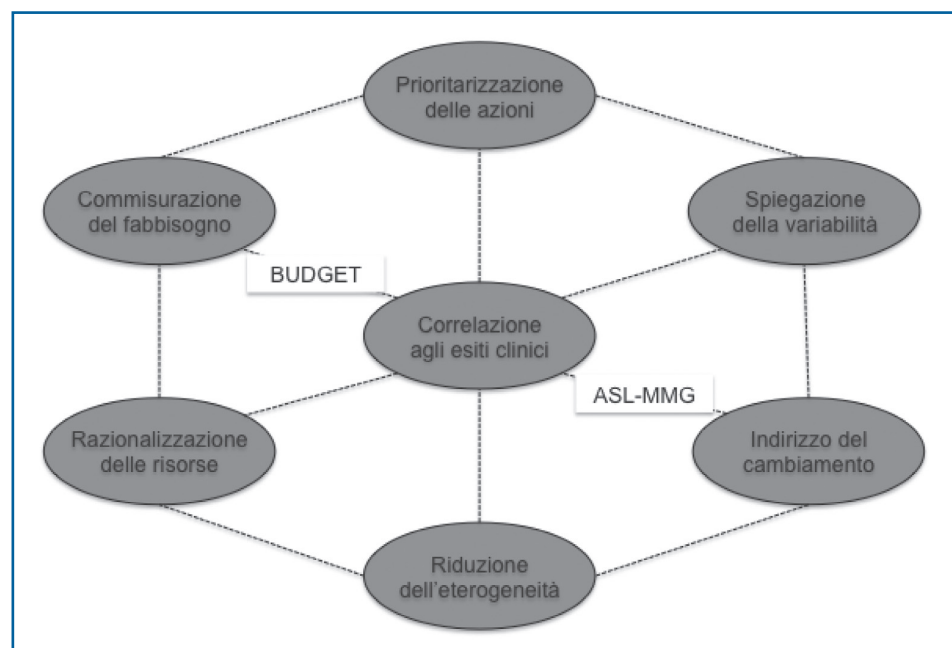 Prioritarizzazione
delle azioni
Commisurazione
del fabbisogno
Spiegazione
della variabilità
BUDGET
Correlazione
agli esiti clinici
ASL-MMG
Razionalizzazione
delle risorse
Indirizzo del
cambiamento
Riduzione
dell'eterogeneità